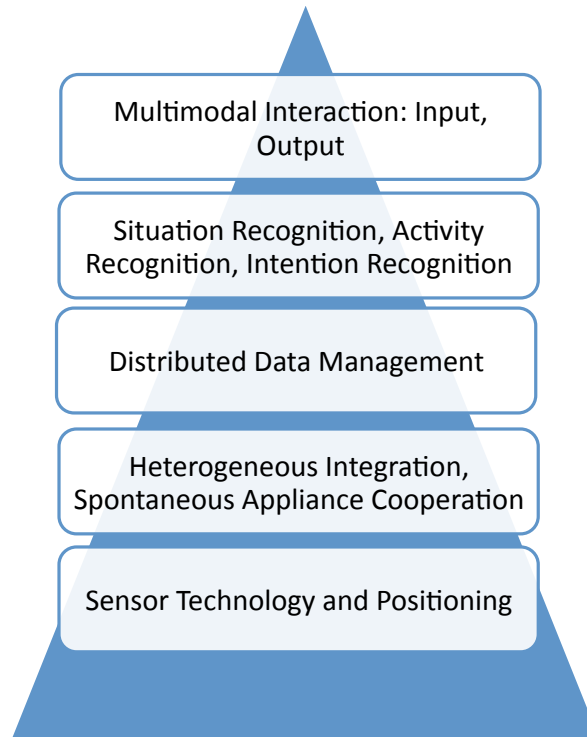 Multimodal Interaction: Input,
Output
Situation Recognition, Activity
Recognition, Intention Recognition
Distributed Data Management
Heterogeneous Integration,
Spontaneous Appliance Cooperation
Sensor Technology and Positioning